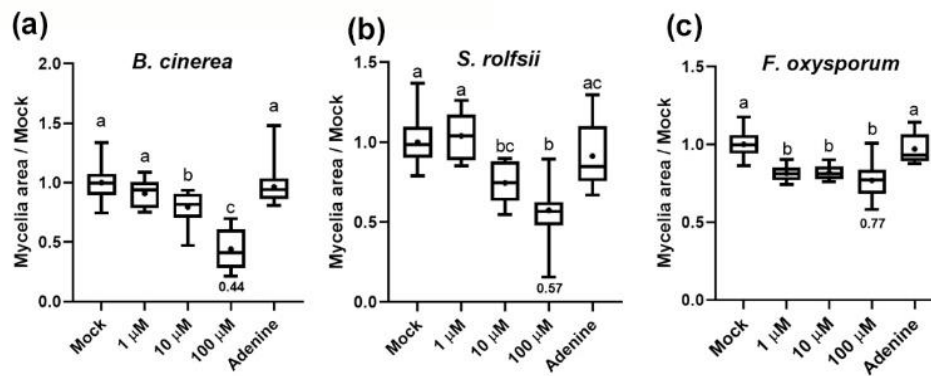 (a)
B. cinerea
Mycelia area / Mock
2.0
1.5
1.0
0.5
0.0
a
a
b
c
a
0.44
Mock
1 µM
10 µM
100 µM
Adenine
(b)
S. rolfsii
Mycelia area / Mock
1.5
1.0
0.5
0.0
a
a
bc
b
ac
0.57
Mock
1 µM
10 µM
100 µM
Adenine
(c)
F. oxysporum
Mycelia area / Mock
1.5
1.0
0.5
0.0
a
b
b
b
a
0.77
Mock
1 µM
10 µM
100 µM
Adenine